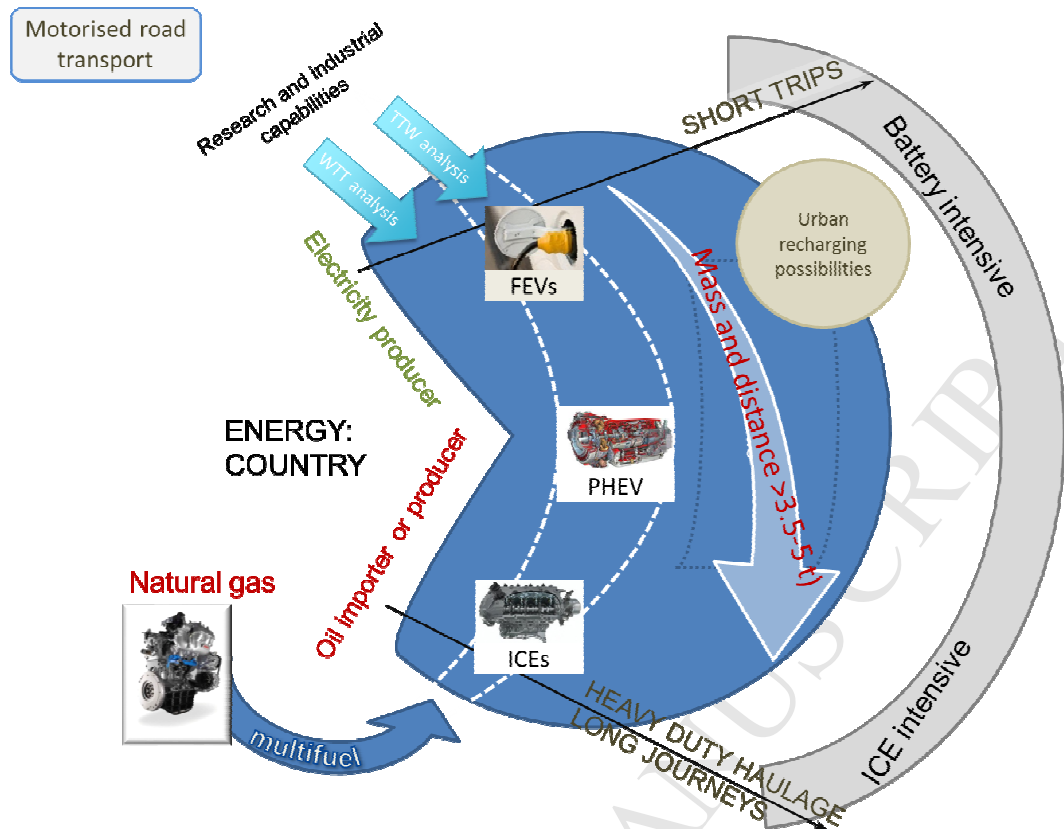 Motorised road
transport
Research and industrial
capabilities
TTW analysis
WTT analysis
SHORT TRIPS
Battery intensive
Urban
recharging
possibilities
Electricity producer
FEVs
Mass and distance >3.5-5 t)
ENERGY:
COUNTRY
PHEV
Oil importer or producer
Natural gas
ICEs
multifuel
HEAVY DUTY HAULAGE
LONG JOURNEYS
ICE intensive
ANUSCRIP